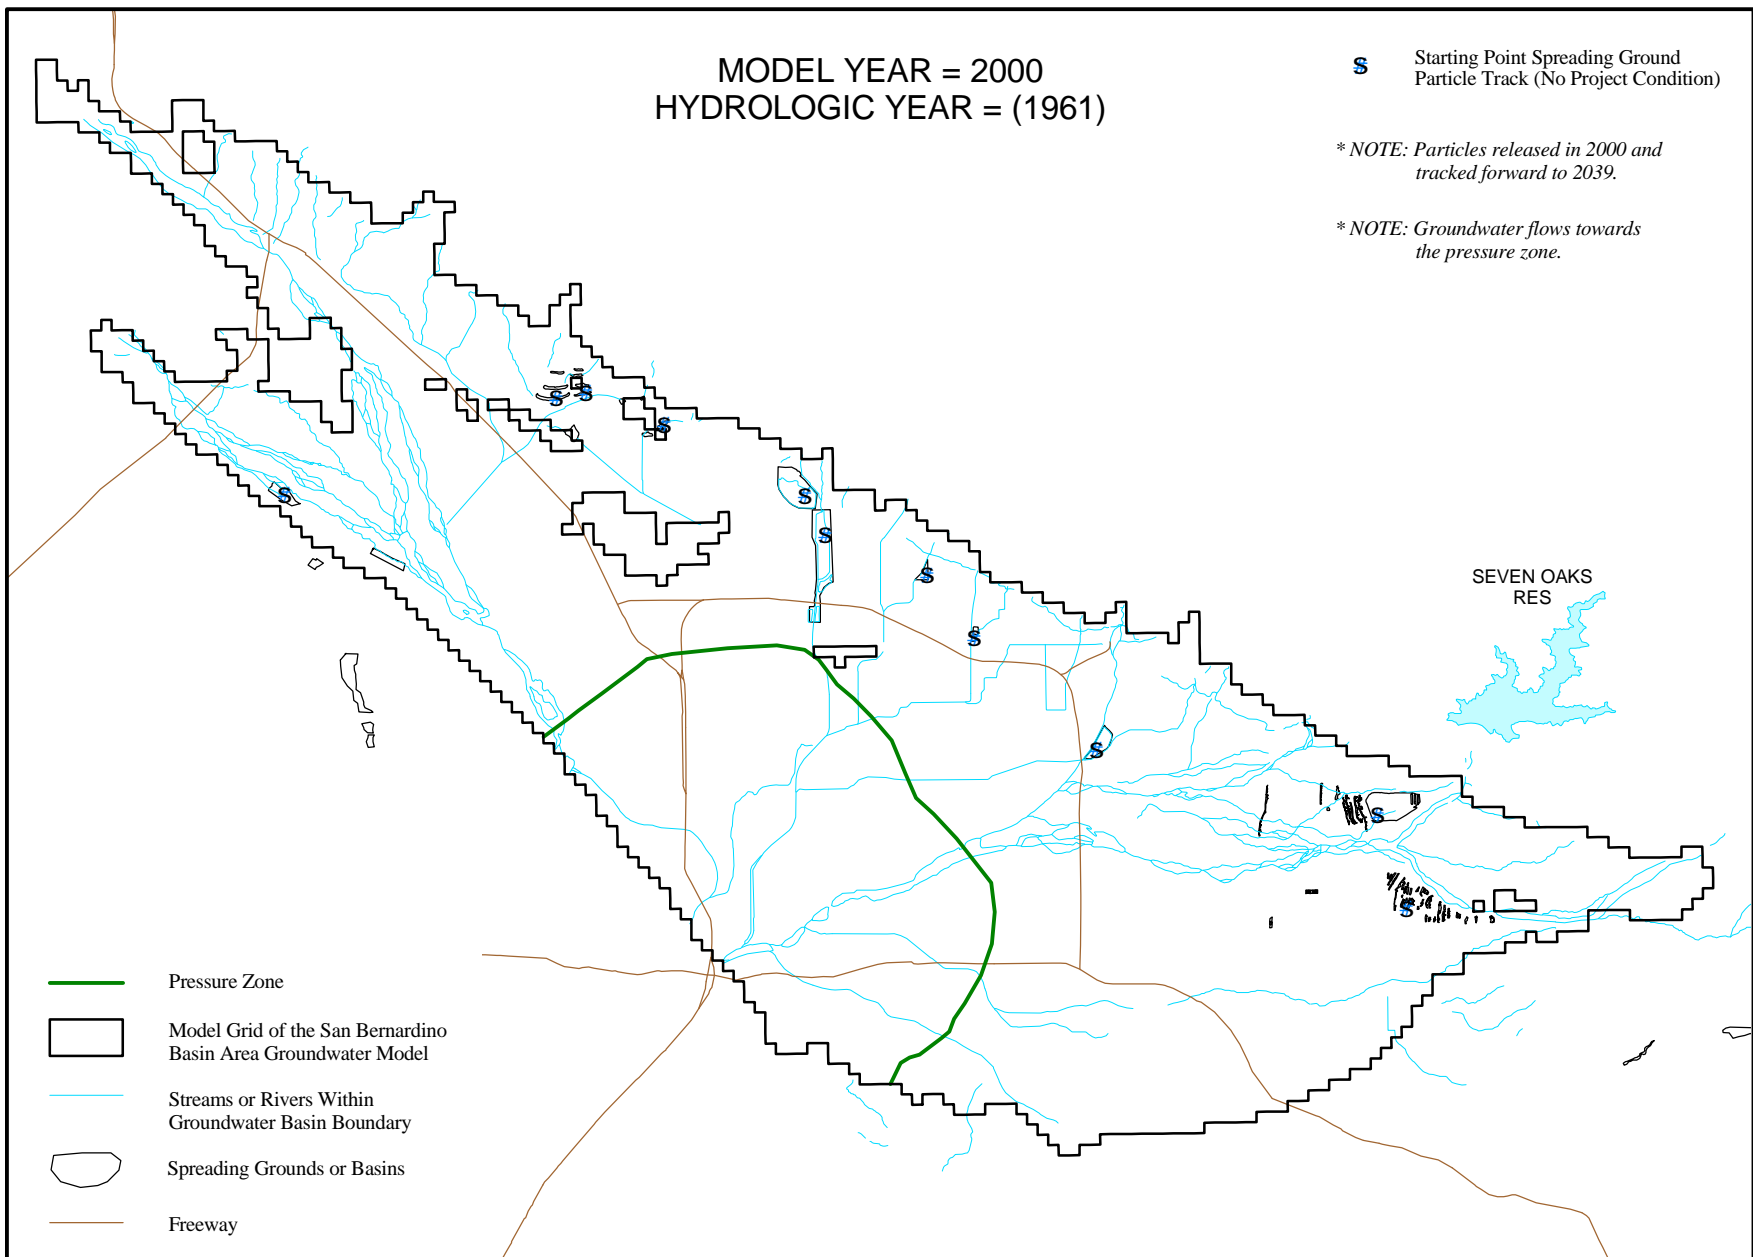 MODEL YEAR = 2000
HYDROLOGIC YEAR = (1961)
S Starting Point Spreading Ground
Particle Track (No Project Condition)
* NOTE: Particles released in 2000 and
tracked forward to 2039.
* NOTE: Groundwater flows towards
the pressure zone.
S
S
S
S
S
S
S
S
SEVEN OAKS
RES
S
S
S
Pressure Zone
Model Grid of the San Bernardino
Basin Area Groundwater Model
Streams or Rivers Within
Groundwater Basin Boundary
Spreading Grounds or Basins
Freeway